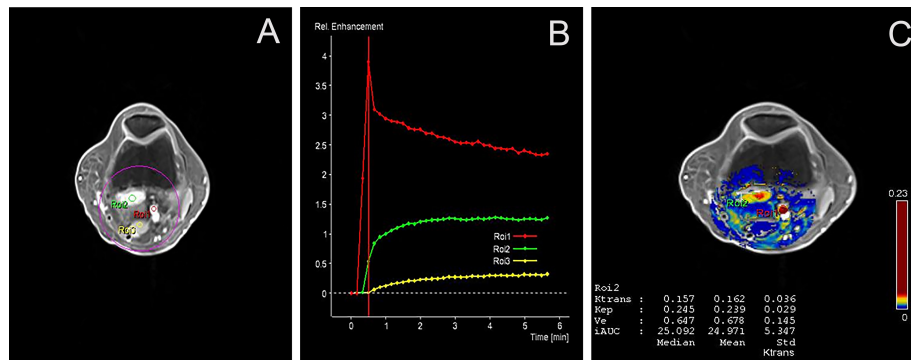 A
Roi2
Roi1
Roi3
B
Rel. Enhancement
4
3.5
3
2.5
2
1.5
1
0.5
0
Roi1
Roi2
Roi3
0 1 2 3 4 5 6
Time [min]
C
Roi2
Roi1
0.23
0
Roi2
Ktrans : 0.157 0.162 0.036
Kep : 0.245 0.239 0.029
Ve : 0.647 0.678 0.145
iAUC : 25.092 24.971 5.347
Median Mean Std
Ktrans